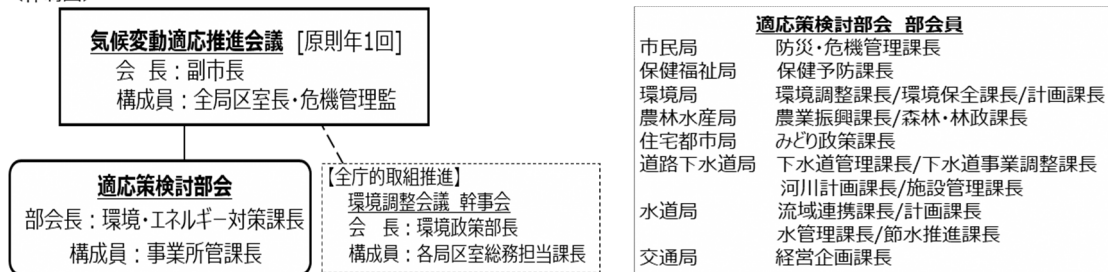 気候変動適応推進会議 [原則年1回]
会 長：副市長
構成員：全局区室長・危機管理監
適応策検討部会
部会長：環境・エネルギー対策課長
構成員：事業所管課長
【全庁的取組推進】
環境調整会議 幹事会
会 長：環境政策部長
構成員：各局区室総務担当課長
適応策検討部会 部会員
市民局 防災・危機管理課長
保健福祉局 保健予防課長
環境局 環境調整課長/環境保全課長/計画課長
農林水産局 農業振興課長/森林・林政課長
住宅都市局 みどり政策課長
道路下水道局 下水道管理課長/下水道事業調整課長
河川計画課長/施設管理課長
水道局 流域連携課長/計画課長
水管理課長/節水推進課長
交通局 経営企画課長